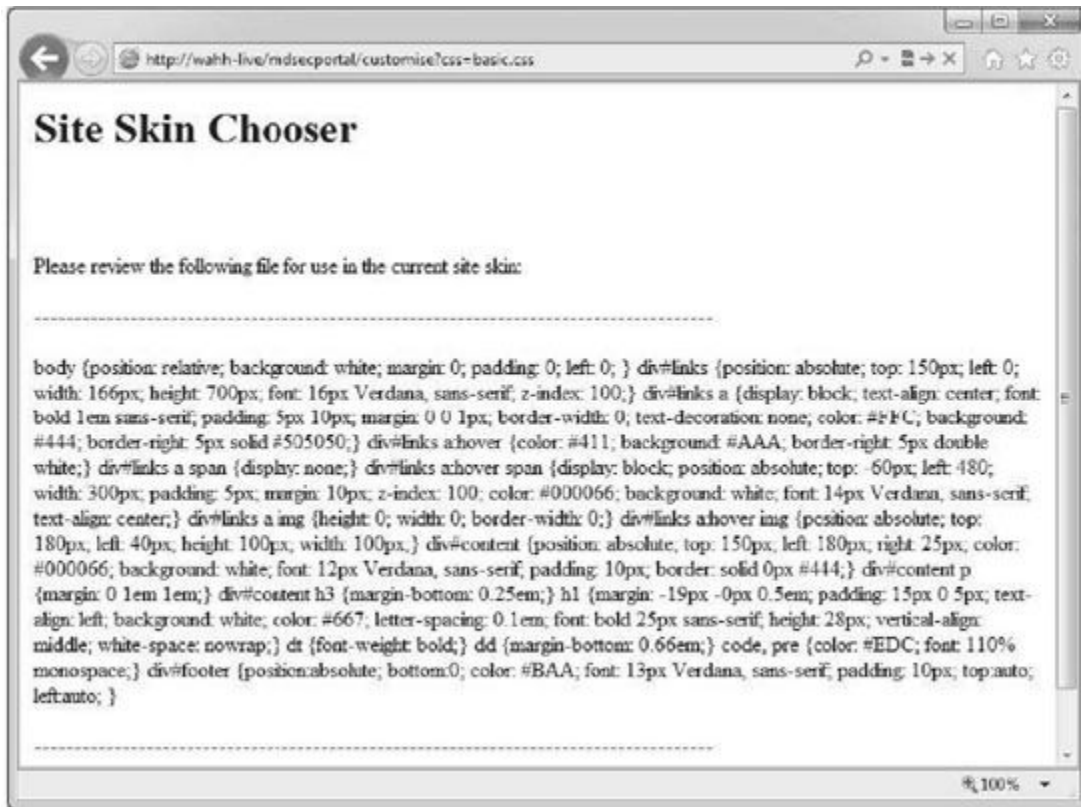 http://wahh-live/mdsecportal/customise?css=basic.css
Site Skin Chooser
Please review the following file for use in the current site skin:
--------------------------------------------------------------------------------
body {position: relative; background: white; margin: 0; padding: 0; left: 0; } div#links {position: absolute; top: 150px; left: 0;
width: 166px; height: 700px; font: 16px Verdana, sans-serif; z-index: 100;} div#links a {display: block; text-align: center; font:
bold 1em sans-serif; padding: 5px 10px; margin: 0 0 1px; border-width: 0; text-decoration: none; color: #FFC; background:
#444; border-right: 5px solid #505050;} div#links a:hover {color: #411; background: #AAA; border-right: 5px double
white;} div#links a span {display: none;} div#links a:hover span {display: block; position: absolute; top: -60px; left: 480;
width: 300px; padding: 5px; margin: 10px; z-index: 100; color: #000066; background: white; font: 14px Verdana, sans-serif;
text-align: center;} div#links a img {height: 0; width: 0; border-width: 0;} div#links a:hover img {position: absolute; top:
180px; left: 40px; height: 100px; width: 100px;} div#content {position: absolute; top: 150px; left: 180px; right: 25px; color:
#000066; background: white; font: 12px Verdana, sans-serif; padding: 10px; border: solid 0px #444;} div#content p
{margin: 0 1em 1em;} div#content h3 {margin-bottom: 0.25em;} h1 {margin: -19px -0px 0.5em; padding: 15px 0 5px; text-
align: left; background: white; color: #667; letter-spacing: 0.1em; font: bold 25px sans-serif; height: 28px; vertical-align:
middle; white-space: nowrap;} dt {font-weight: bold;} dd {margin-bottom: 0.66em;} code, pre {color: #EDC; font: 110%
monospace;} div#footer {position:absolute; bottom:0; color: #BAA; font: 13px Verdana, sans-serif; padding: 10px; top:auto;
left:auto; }
--------------------------------------------------------------------------------
100%